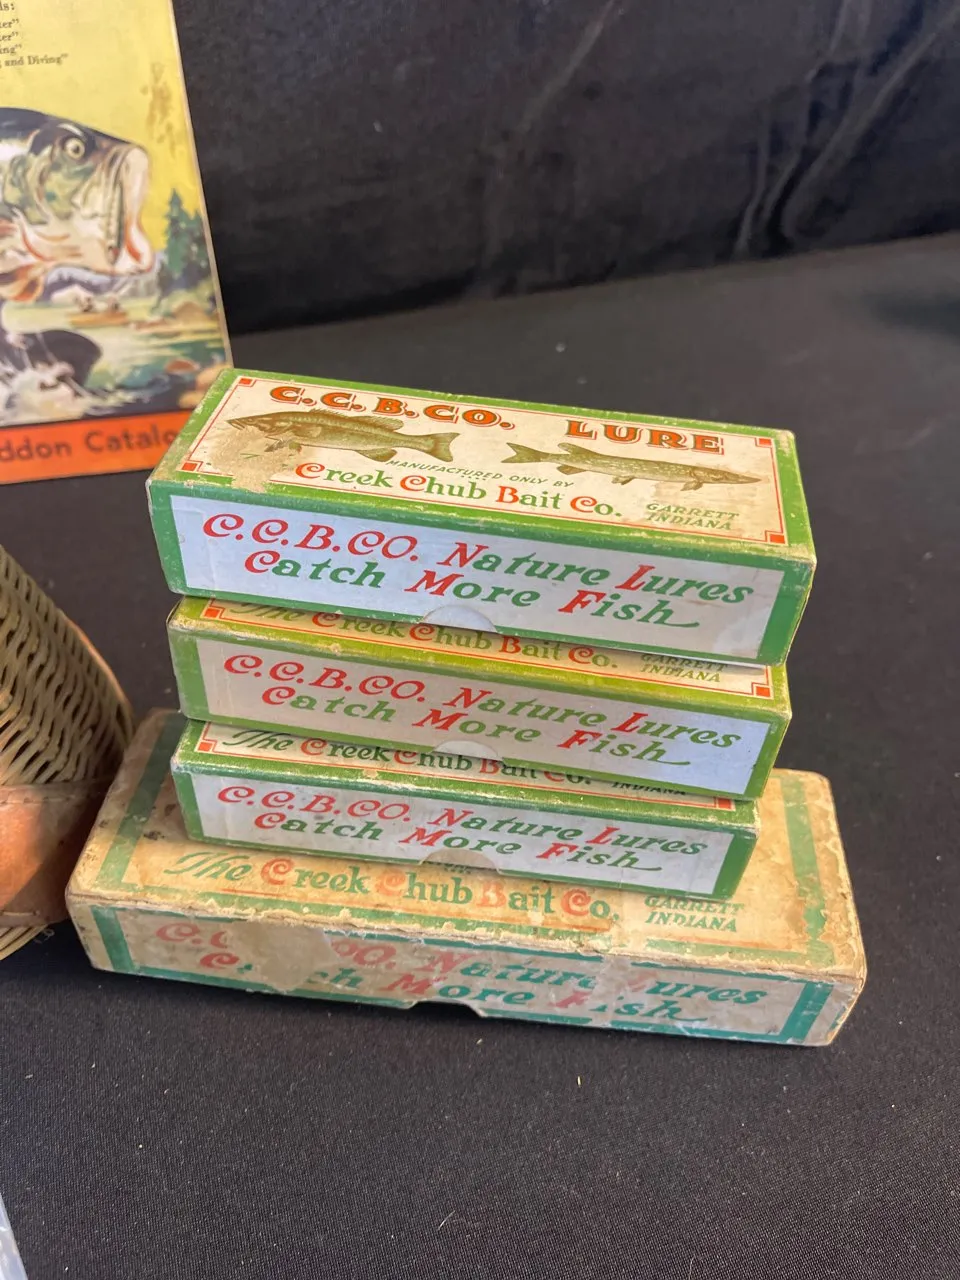 and Diving"
ddon Catalo
C.C.B.CO. LURE
MANUFACTURED ONLY BY
Creek Chub Bait Co.
GARRETT
INDIANA
C.C.B.CO. Nature Lures
Catch More Fish
The Creek Chub Bait Co.
GARRETT
INDIANA
C.C.B.CO. Nature Lures
Catch More Fish
The Creek Chub Bait Co.
INDIANA
C.C.B.CO. Nature Lures
Catch More Fish
The Creek Chub Bait Co.
GARRETT
INDIANA
Nature Lures
More Fish